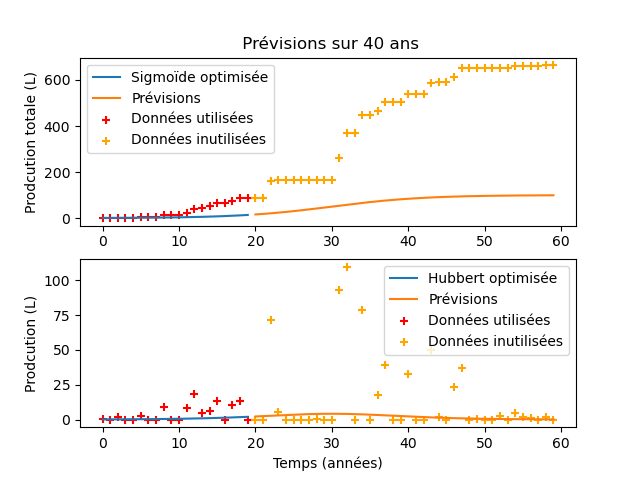 Prévisions sur 40 ans
Prodcution totale (L)
600
400
200
0
Sigmoïde optimisée
Prévisions
Données utilisées
Données inutilisées
0 10 20 30 40 50 60
Prodcution (L)
100
75
50
25
0
Hubbert optimisée
Prévisions
Données utilisées
Données inutilisées
0 10 20 30 40 50 60
Temps (années)